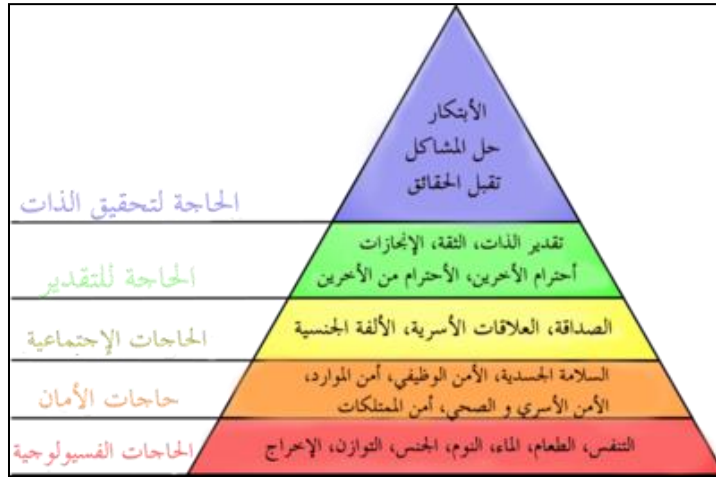 الأبتكار
حل المشاكل
تقبل الحقائق
الحاجة لتحقيق الذات
تقدير الذات، الثقة، الإنجازات
أحترام الأخرين، الأحترام من الأخرين
الحاجة للتقدير
الصداقة، العلاقات الأسرية، الألفة الجنسية
الحاجات الإجتماعية
السلامة الجسدية، الأمن الوظيفي، أمن الموارد،
الأمن الأسري و الصحي، أمن الممتلكات
حاجات الأمان
التنفس، الطعام، الماء، النوم، الجنس، التوازن، الإخراج
الحاجات الفسيولوجية